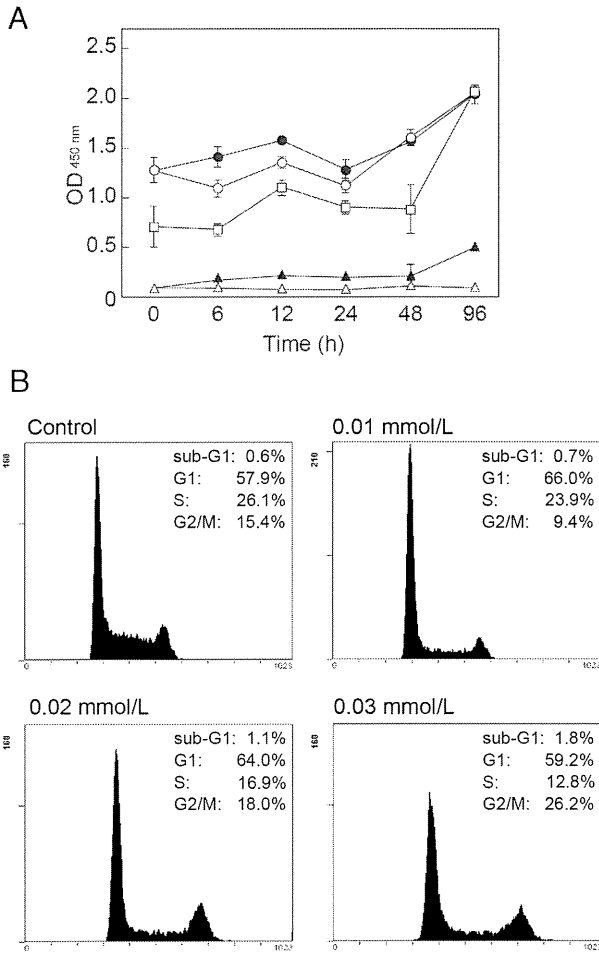 A
2.5
2.0
1.5
1.0
0.5
0
OD 450 nm
0 6 12 24 48 96
Time (h)
B
Control
160
sub-G1: 0.6%
G1: 57.9%
S: 26.1%
G2/M: 15.4%
0 1023
0.01 mmol/L
210
sub-G1: 0.7%
G1: 66.0%
S: 23.9%
G2/M: 9.4%
0 1023
0.02 mmol/L
160
sub-G1: 1.1%
G1: 64.0%
S: 16.9%
G2/M: 18.0%
0 1023
0.03 mmol/L
160
sub-G1: 1.8%
G1: 59.2%
S: 12.8%
G2/M: 26.2%
0 1023